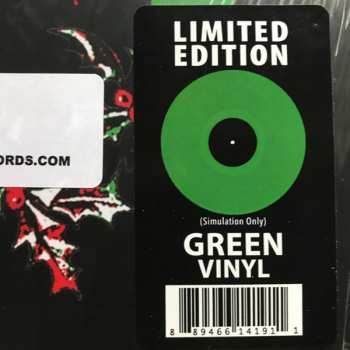 LIMITED
EDITION
ORDS.COM
(Simulation Only)
GREEN
VINYL
8 89466 14191 1